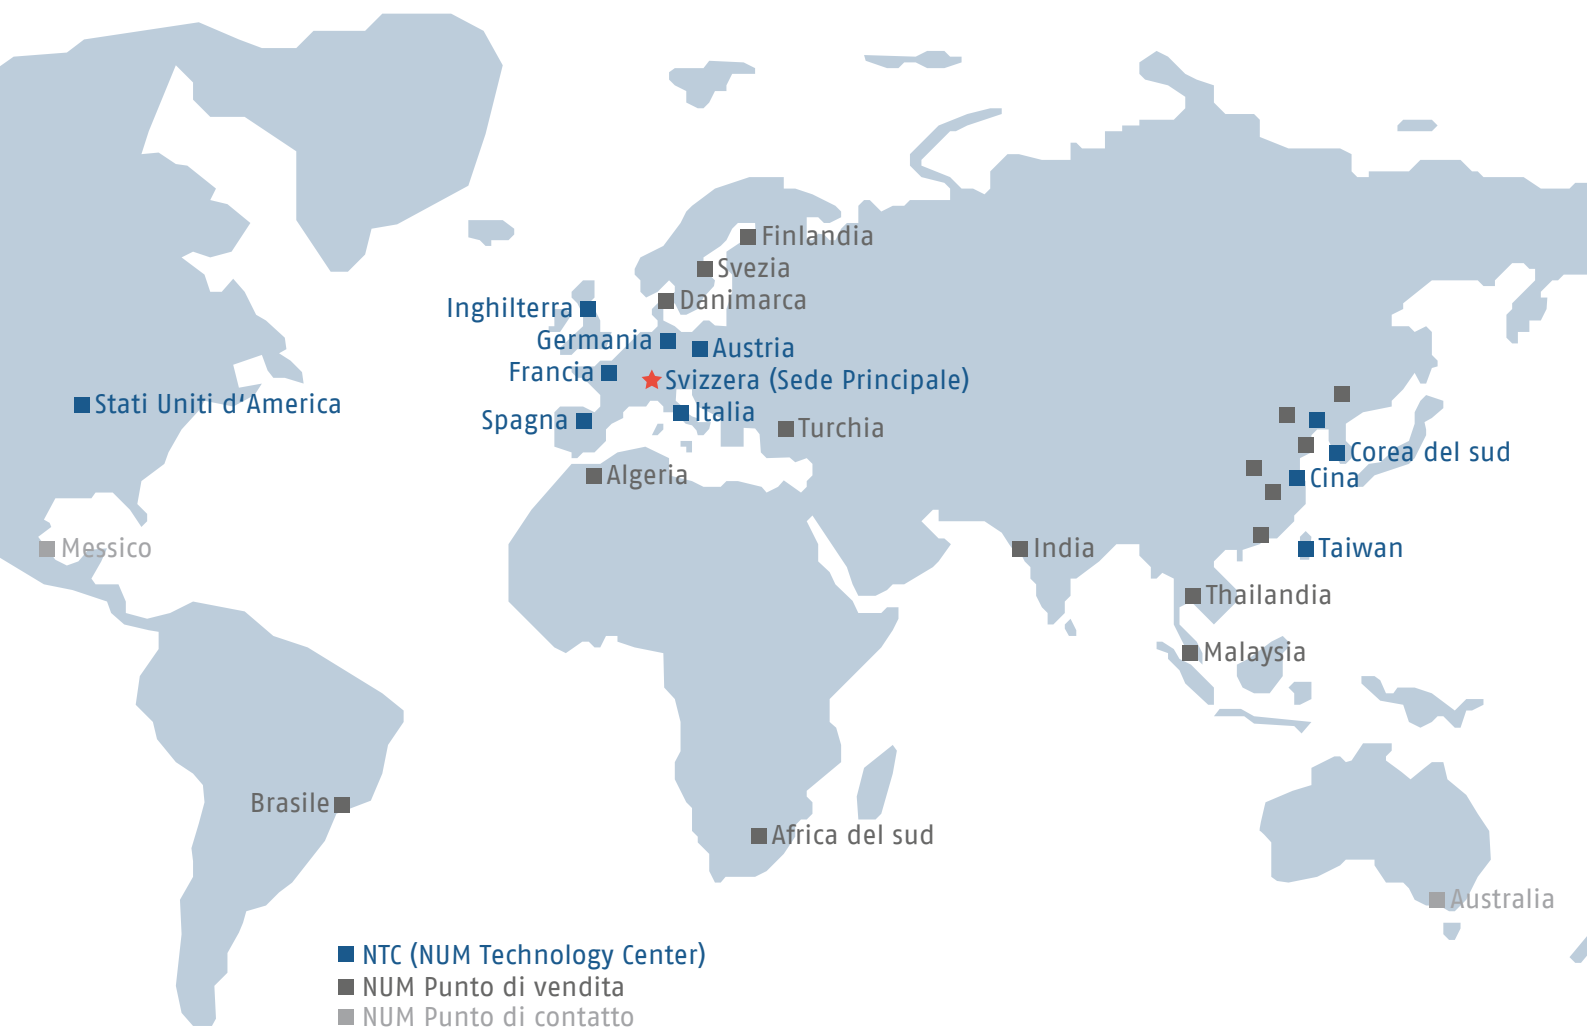 Finlandia
Svezia
Danimarca
Inghilterra
Germania
Austria
Francia
Svizzera (Sede Principale)
Stati Uniti d'America
Italia
Spagna
Turchia
Corea del sud
Algeria
Cina
Messico
India
Taiwan
Thailandia
Malaysia
Brasile
Africa del sud
Australia
NTC (NUM Technology Center)
NUM Punto di vendita
NUM Punto di contatto